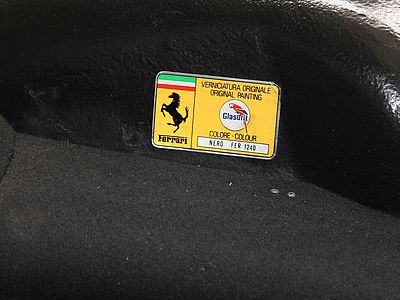 VERNICIATURA ORIGINALE
ORIGINAL PAINTING
Glasurit
COLORE - COLOUR
NERO FER 1240
Ferrari